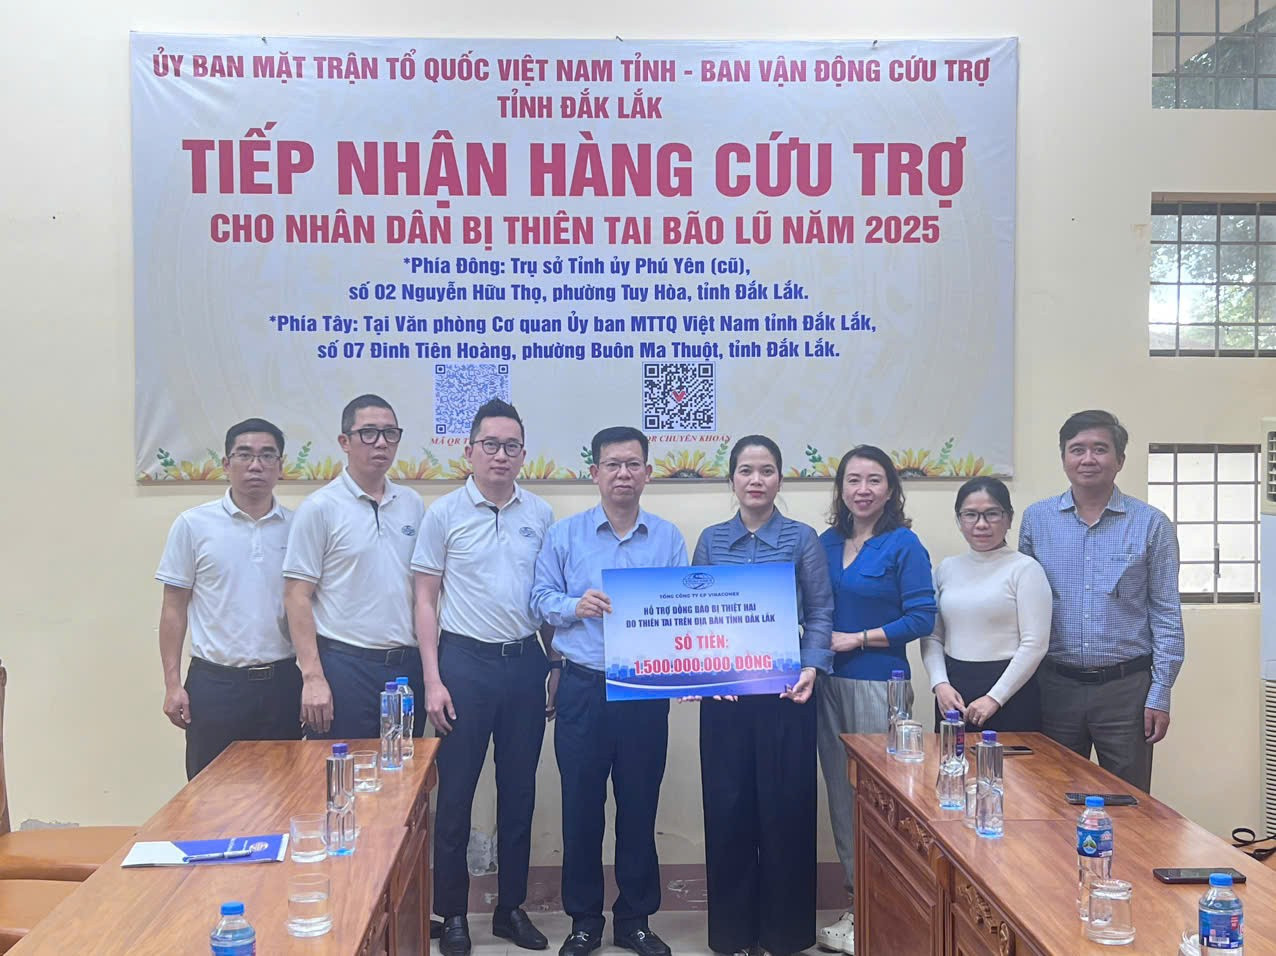 ỦY BAN MẶT TRẬN TỔ QUỐC VIỆT NAM TỈNH - BAN VẬN ĐỘNG CỨU TRỢ
TỈNH ĐẮK LẮK
TIẾP NHẬN HÀNG CỨU TRỢ
CHO NHÂN DÂN BỊ THIÊN TAI BÃO LŨ NĂM 2025
*Phía Đông: Trụ sở Tỉnh ủy Phú Yên (cũ),
số 02 Nguyễn Hữu Thọ, phường Tuy Hòa, tỉnh Đắk Lắk.
*Phía Tây: Tại Văn phòng Cơ quan Ủy ban MTTQ Việt Nam tỉnh Đắk Lắk,
số 07 Đinh Tiên Hoàng, phường Buôn Ma Thuột, tỉnh Đắk Lắk.
MÃ QR
QR CHUYỂN KHOẢN
TỔNG CÔNG TY CP VINACONEX
HỖ TRỢ ĐỒNG BÀO BỊ THIỆT HẠI
DO THIÊN TAI TRÊN ĐỊA BÀN TỈNH ĐẮK LẮK
SỐ TIỀN:
1.500.000.000 ĐỒNG